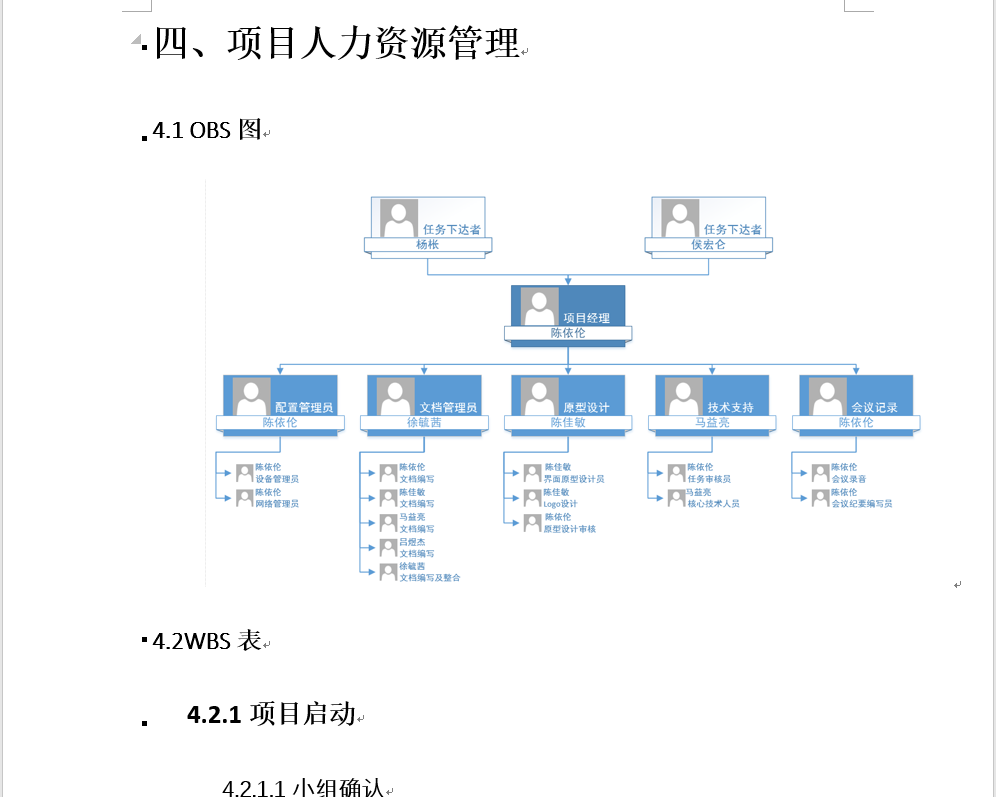 四、项目人力资源管理
4.1 OBS 图
任务下达者
杨枨
任务下达者
侯宏仑
项目经理
陈依伦
配置管理员
陈依伦
文档管理员
徐毓茜
原型设计
陈佳敏
技术支持
马益亮
会议记录
陈依伦
陈依伦
设备管理员
陈依伦
网络管理员
陈依伦
文档编写
陈佳敏
文档编写
马益亮
文档编写
吕煜杰
文档编写
徐毓茜
文档编写及整合
陈佳敏
界面原型设计员
陈佳敏
Logo设计
陈依伦
原型设计审核
陈依伦
任务审核员
马益亮
核心技术人员
陈依伦
会议录音
陈依伦
会议纪要编写员
4.2WBS 表
4.2.1 项目启动
4.2.1.1 小组确认